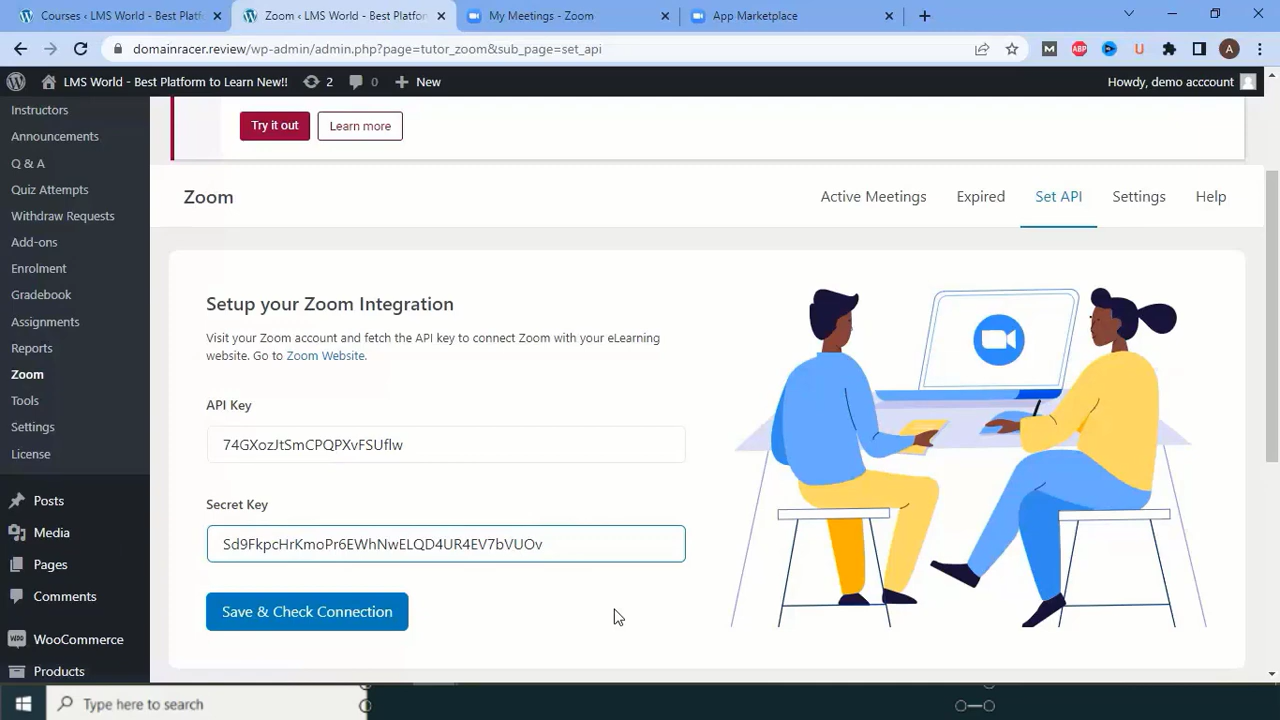 Courses ‹ LMS World - Best Platfo
Zoom ‹ LMS World - Best Platform
My Meetings - Zoom
App Marketplace
domainracer.review/wp-admin/admin.php?page=tutor_zoom&sub_page=set_api
A
LMS World - Best Platform to Learn New!!
2
0
New
Howdy, demo acccount
Instructors
Announcements
Q & A
Quiz Attempts
Withdraw Requests
Add-ons
Enrolment
Gradebook
Assignments
Reports
Zoom
Tools
Settings
License
Posts
Media
Pages
Comments
WooCommerce
Products
Try it out
Learn more
Zoom
Active Meetings
Expired
Set API
Settings
Help
Setup your Zoom Integration
Visit your Zoom account and fetch the API key to connect Zoom with your eLearning
website. Go to Zoom Website.
API Key
74GXozJtSmCPQPXvFSUflw
Secret Key
Sd9FkpcHrKmoPr6EWhNwELQD4UR4EV7bVUOv
Save & Check Connection
Type here to search